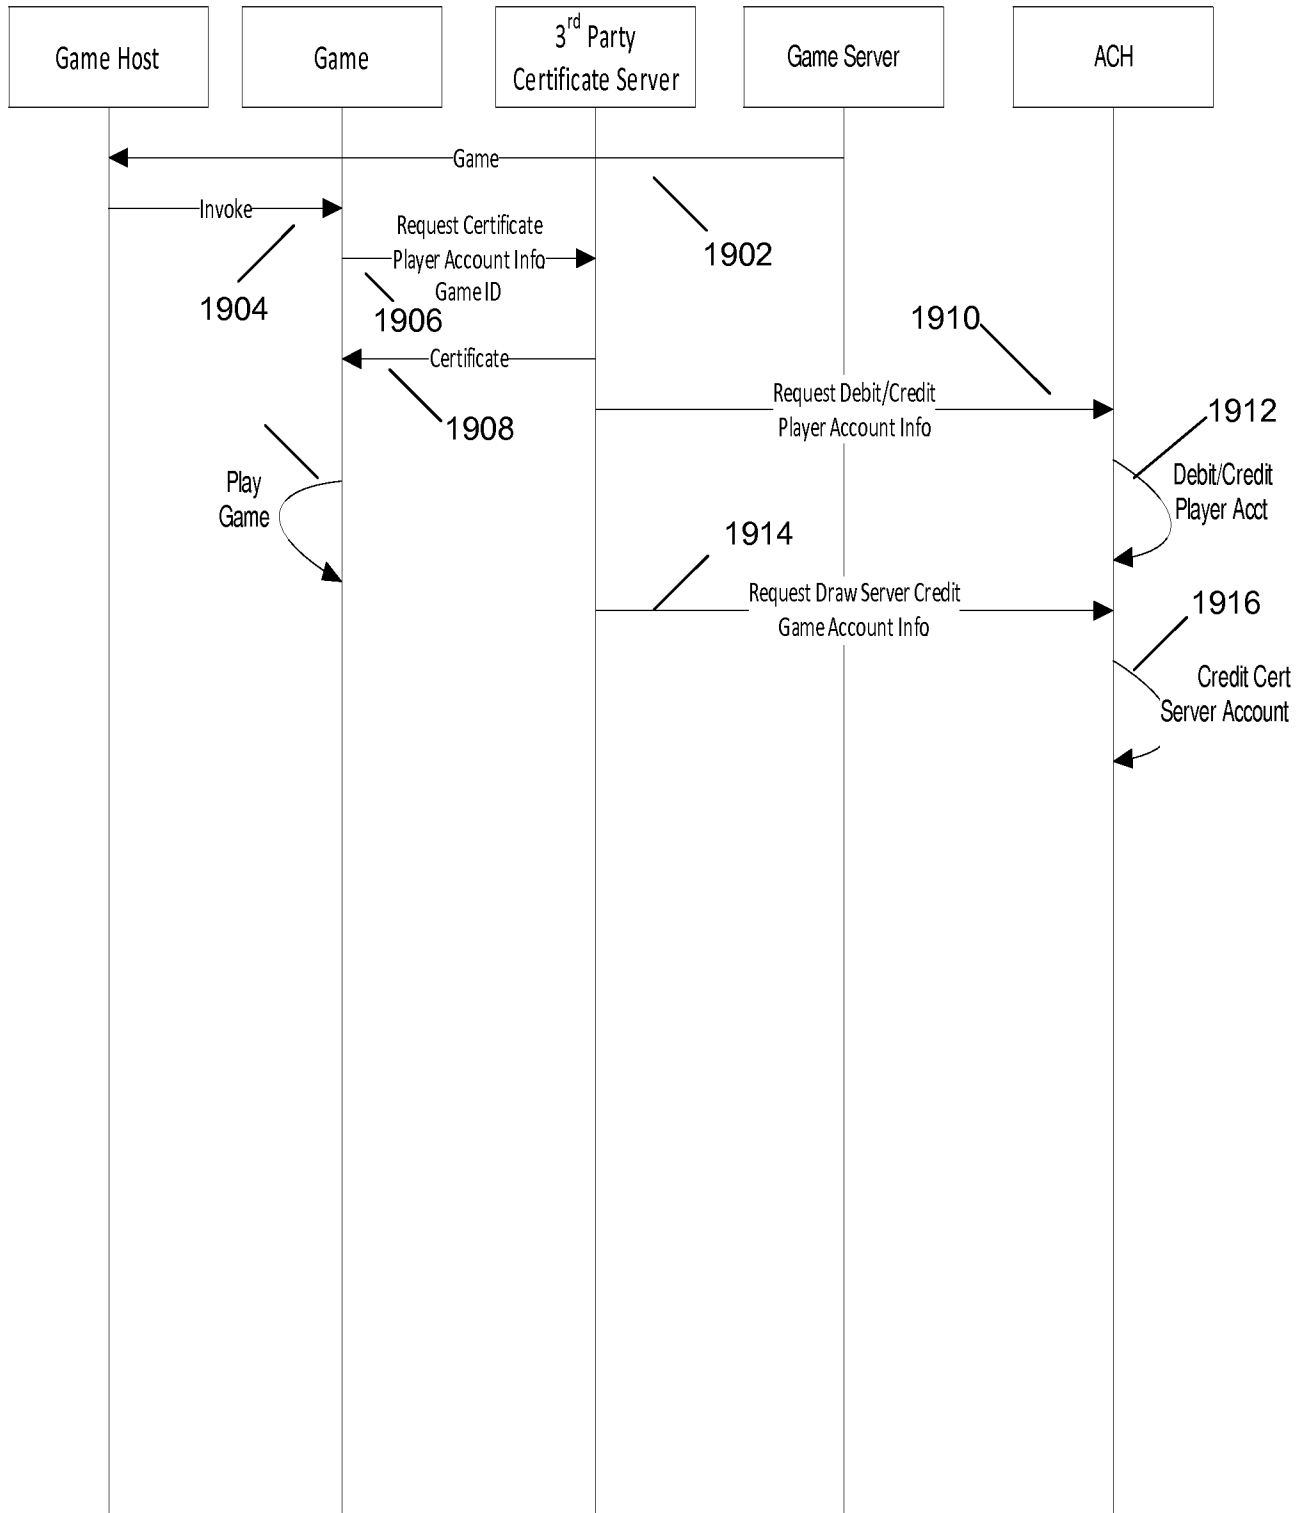 Game Host
Game
3rd Party
Certificate Server
Game Server
ACH
Game
1902
Invoke
1904
Request Certificate
Player Account Info
Game ID
1906
Certificate
1908
1910
Request Debit/Credit
Player Account Info
1912
Debit/Credit
Player Acct
Play
Game
1914
Request Draw Server Credit
Game Account Info
1916
Credit Cert
Server Account